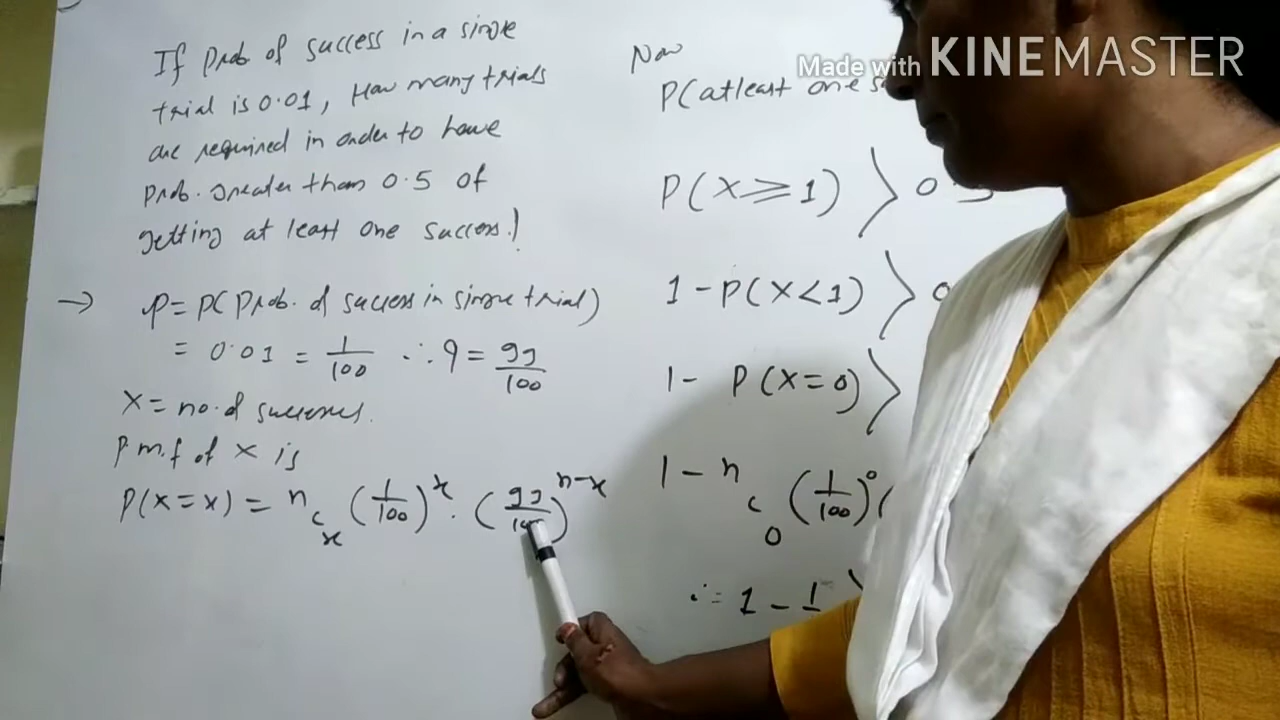 If prob. of success in a single
trial is 0.01, How many trials
are required in order to have
prob. greater than 0.5 of
getting at least one success.!
→ p = P( Prob. of success in single trial)
= 0.01 = 1/100 ∴ q = 99/100
X = no. of successes.
P.m.f of X is
P(X=x) = n C x (1/100)^x . (99/100)^n-x
Now
P(atleast one
P(X ≥ 1) > 0.5
1 - P(X < 1) > 0
1 - P(X = 0) >
1 - n C 0 (1/100)^0 (
∴ 1 - 1
Made with KINEMASTER